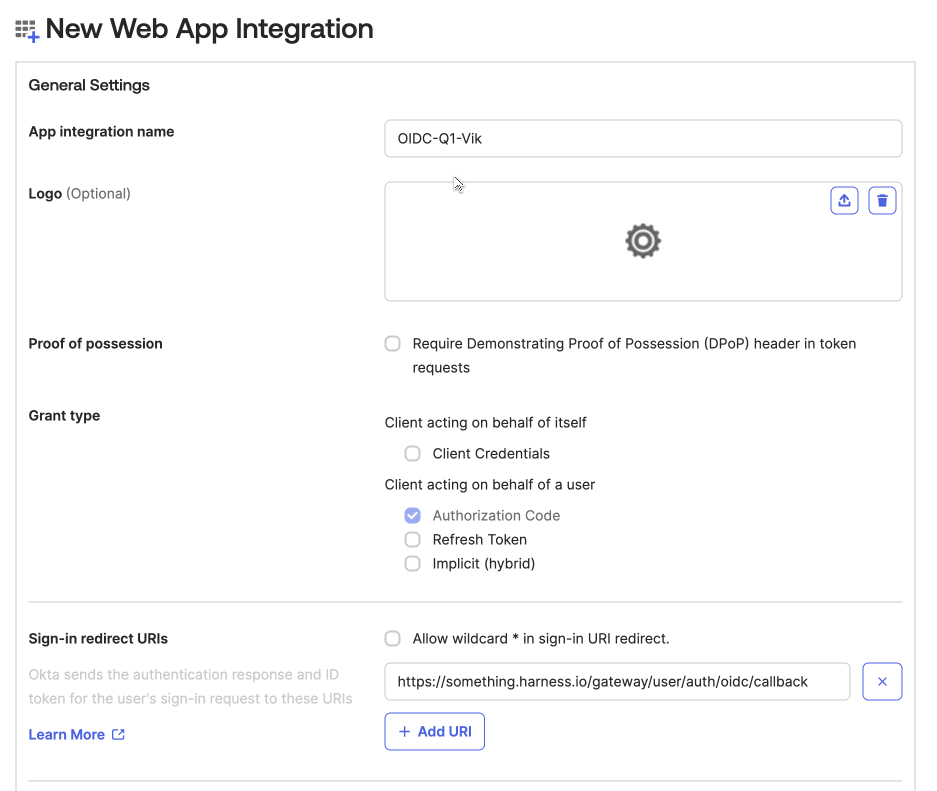 New Web App Integration
General Settings
App integration name
OIDC-Q1-Vik
Logo (Optional)
Proof of possession
Require Demonstrating Proof of Possession (DPoP) header in token
requests
Grant type
Client acting on behalf of itself
Client Credentials
Client acting on behalf of a user
Authorization Code
Refresh Token
Implicit (hybrid)
Sign-in redirect URIs
Okta sends the authentication response and ID
token for the user's sign-in request to these URIs
Learn More
Allow wildcard * in sign-in URI redirect.
https://something.harness.io/gateway/user/auth/oidc/callback
+ Add URI